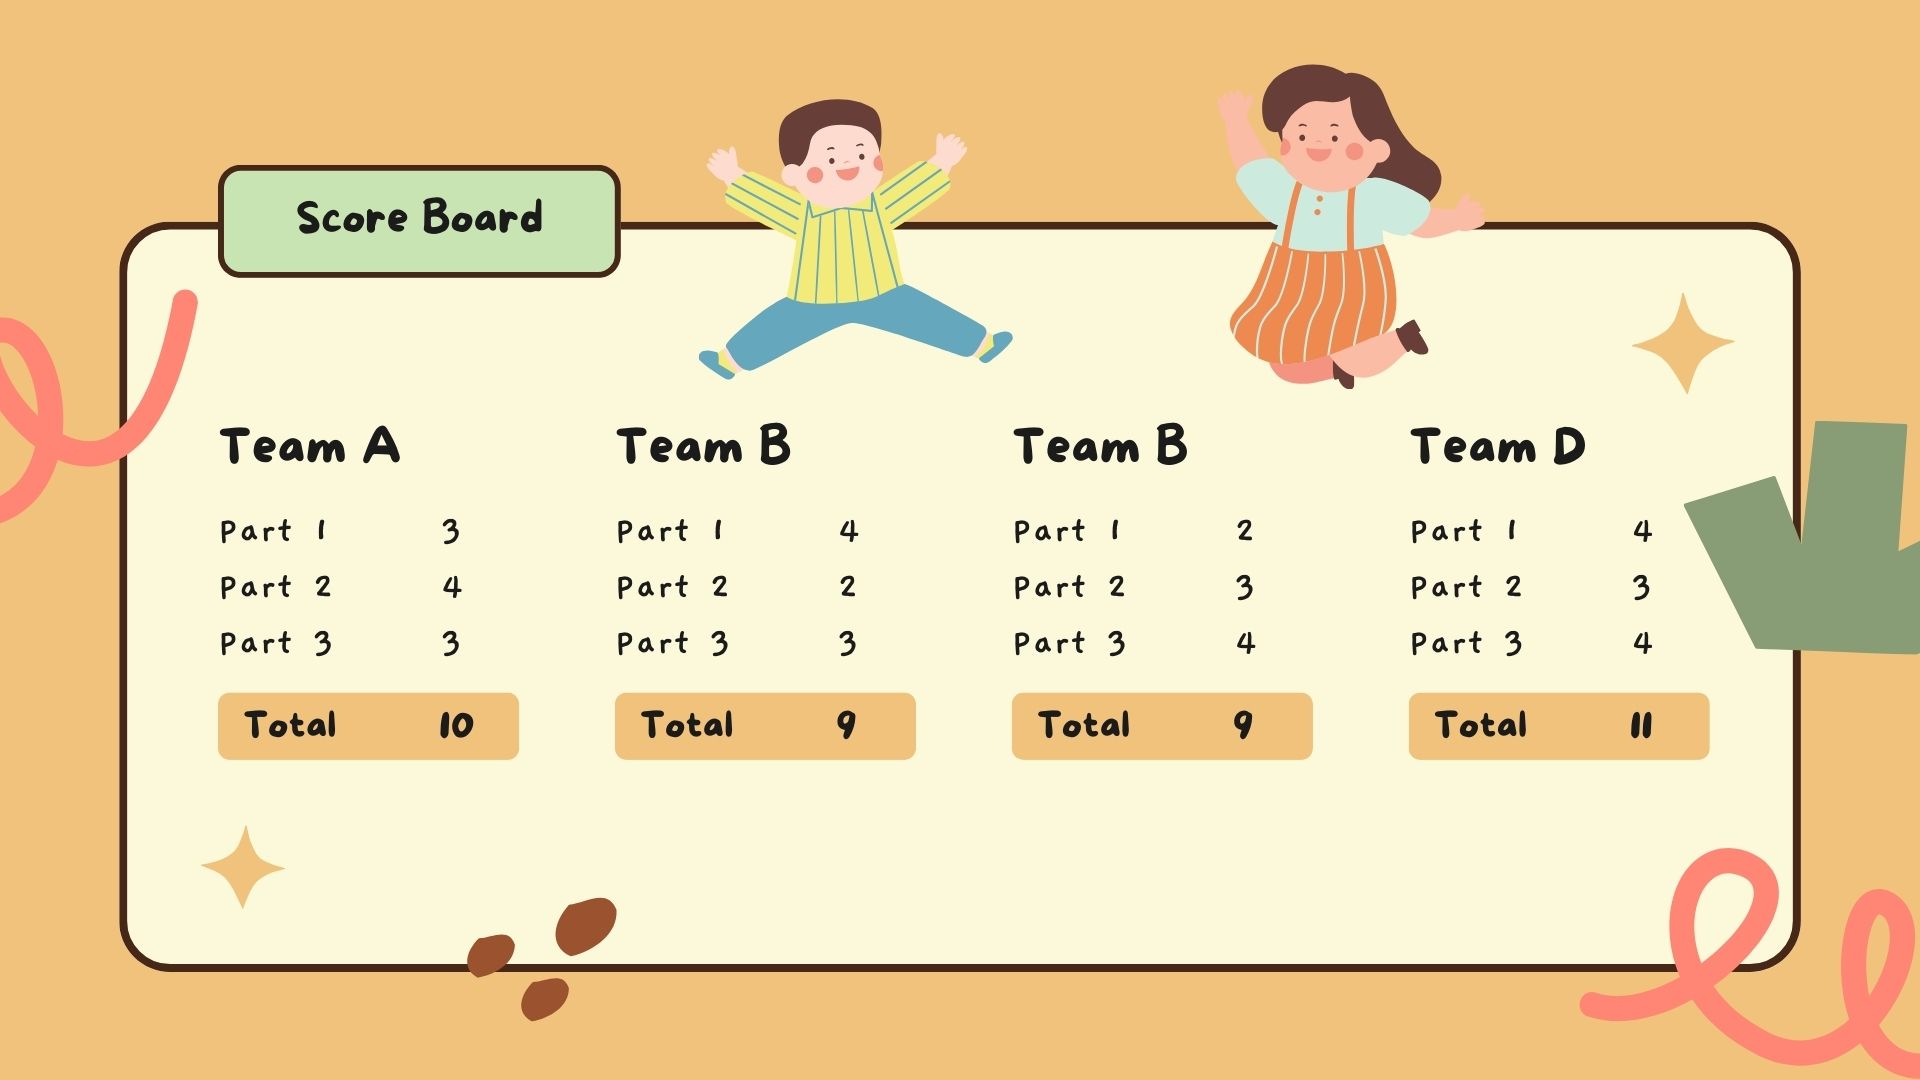 Score Board
Team A
Part 1 3
Part 2 4
Part 3 3
Total 10
Team B
Part 1 4
Part 2 2
Part 3 3
Total 9
Team B
Part 1 2
Part 2 3
Part 3 4
Total 9
Team D
Part 1 4
Part 2 3
Part 3 4
Total 11